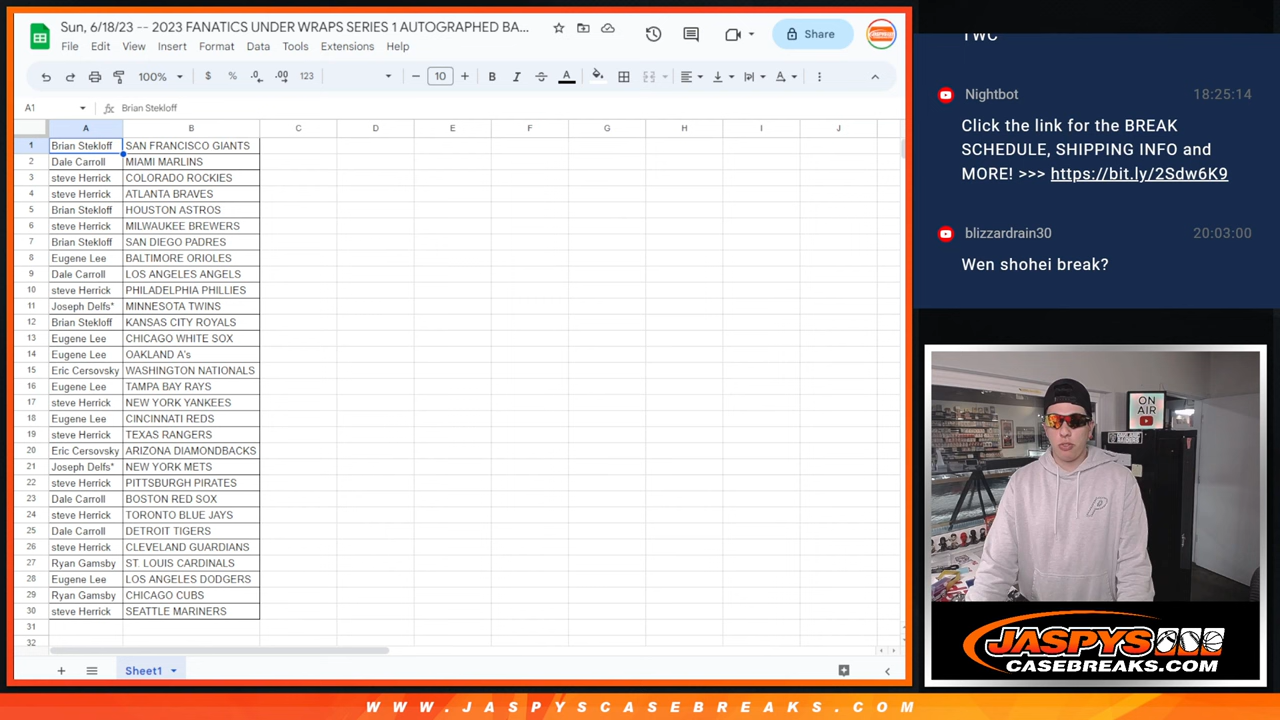 Sun, 6/18/23 -- 2023 FANATICS UNDER WRAPS SERIES 1 AUTOGRAPHED BA...
File Edit View Insert Format Data Tools Extensions Help
Share
100% $ % .0 .00 123 10 B I A
A1 Brian Stekloff
A B C D E F G H I J
1 Brian Stekloff SAN FRANCISCO GIANTS
2 Dale Carroll MIAMI MARLINS
3 steve Herrick COLORADO ROCKIES
4 steve Herrick ATLANTA BRAVES
5 Brian Stekloff HOUSTON ASTROS
6 steve Herrick MILWAUKEE BREWERS
7 Brian Stekloff SAN DIEGO PADRES
8 Eugene Lee BALTIMORE ORIOLES
9 Dale Carroll LOS ANGELES ANGELS
10 steve Herrick PHILADELPHIA PHILLIES
11 Joseph Delfs* MINNESOTA TWINS
12 Brian Stekloff KANSAS CITY ROYALS
13 Eugene Lee CHICAGO WHITE SOX
14 Eugene Lee OAKLAND A's
15 Eric Cersovsky WASHINGTON NATIONALS
16 Eugene Lee TAMPA BAY RAYS
17 steve Herrick NEW YORK YANKEES
18 Eugene Lee CINCINNATI REDS
19 steve Herrick TEXAS RANGERS
20 Eric Cersovsky ARIZONA DIAMONDBACKS
21 Joseph Delfs* NEW YORK METS
22 steve Herrick PITTSBURGH PIRATES
23 Dale Carroll BOSTON RED SOX
24 steve Herrick TORONTO BLUE JAYS
25 Dale Carroll DETROIT TIGERS
26 steve Herrick CLEVELAND GUARDIANS
27 Ryan Gamsby ST. LOUIS CARDINALS
28 Eugene Lee LOS ANGELES DODGERS
29 Ryan Gamsby CHICAGO CUBS
30 steve Herrick SEATTLE MARINERS
31
32
Sheet1
TWC
Nightbot 18:25:14
Click the link for the BREAK
SCHEDULE, SHIPPING INFO and
MORE! >>> https://bit.ly/2Sdw6K9
blizzardrain30 20:03:00
Wen shohei break?
ON
AIR
JASPYS
CASEBREAKS.COM
WWW.JASPYSCASEBREAKS.COM